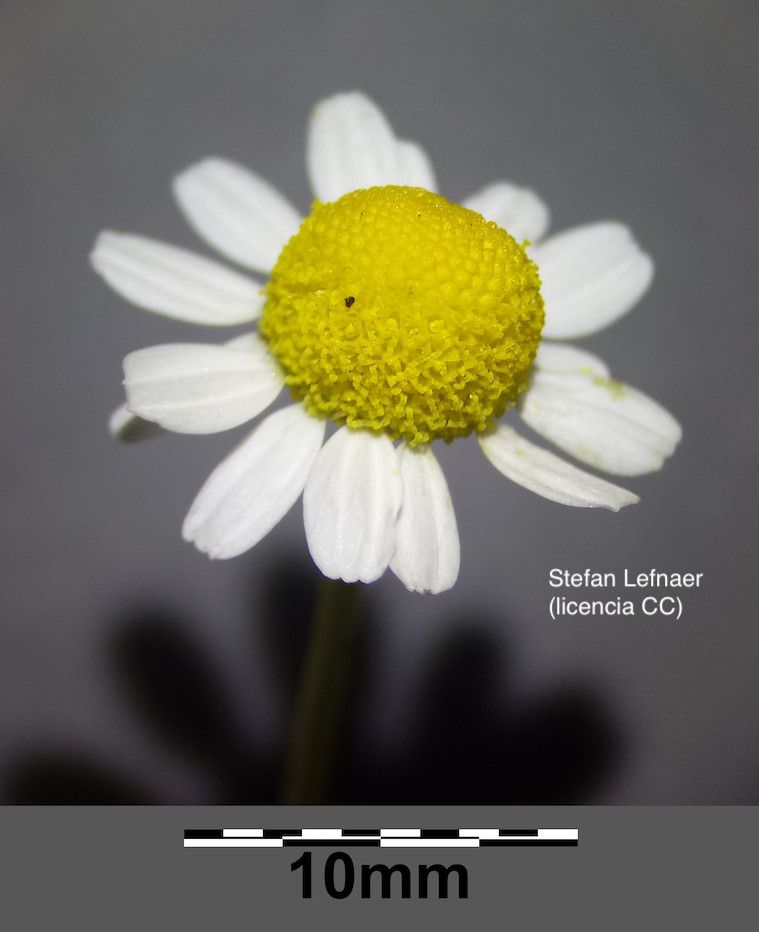 Stefan Lefnaer
(licencia CC)
10mm